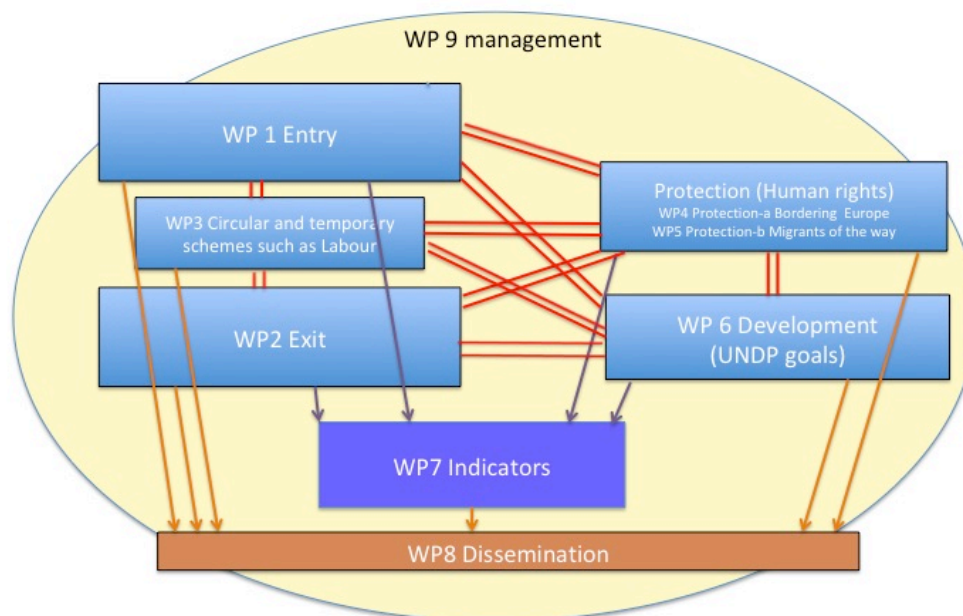 WP 9 management
WP 1 Entry
Protection (Human rights)
WP4 Protection-a Bordering Europe
WP5 Protection-b Migrants of the way
WP3 Circular and temporary
schemes such as Labour
WP2 Exit
WP 6 Development
(UNDP goals)
WP7 Indicators
WP8 Dissemination